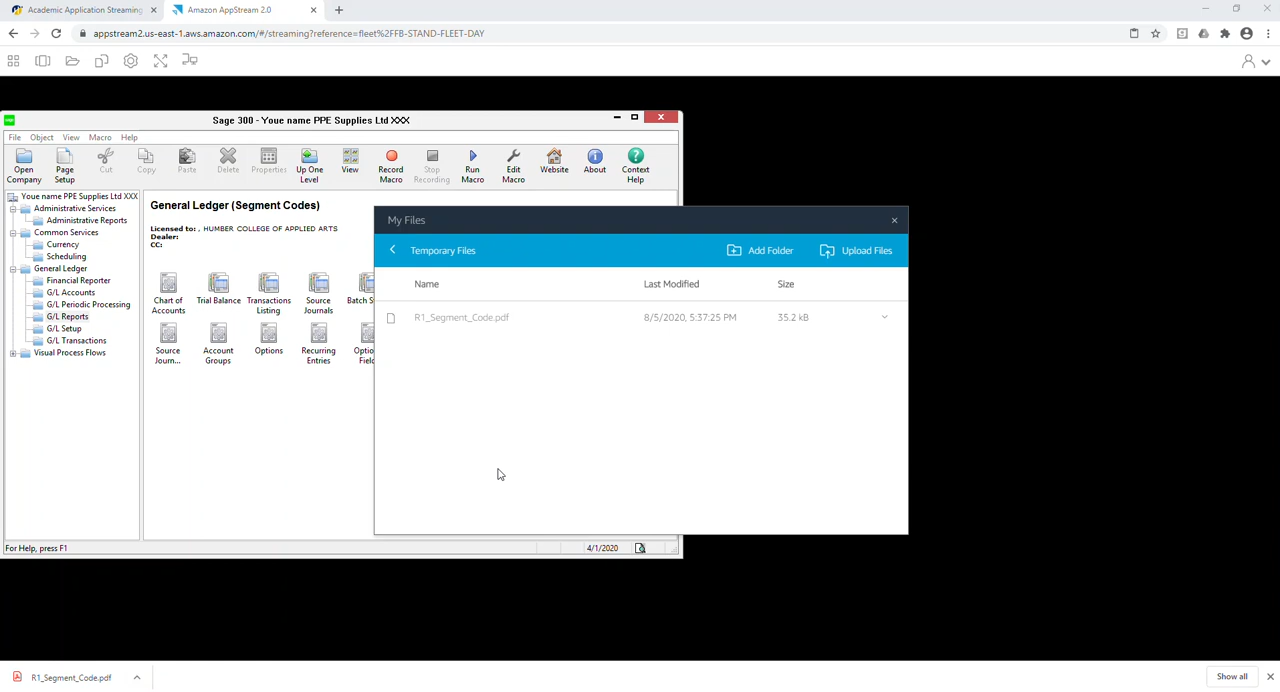 Academic Application Streaming
Amazon AppStream 2.0
appstream2.us-east-1.aws.amazon.com/#/streaming?reference=fleet%2FFB-STAND-FLEET-DAY
Sage 300 - Youe name PPE Supplies Ltd XXX
File Object View Macro Help
Open Company
Page Setup
Cut
Copy
Paste
Delete
Properties
Up One Level
View
Record Macro
Stop Recording
Run Macro
Edit Macro
Website
About
Context Help
Youe name PPE Supplies Ltd XXX
Administrative Services
Administrative Reports
Common Services
Currency
Scheduling
General Ledger
Financial Reporter
G/L Accounts
G/L Periodic Processing
G/L Reports
G/L Setup
G/L Transactions
Visual Process Flows
General Ledger (Segment Codes)
Licensed to: , HUMBER COLLEGE OF APPLIED ARTS
Dealer:
CC:
Chart of Accounts
Trial Balance
Transactions Listing
Source Journals
Batch S
Source Journ...
Account Groups
Options
Recurring Entries
Optio
Field
My Files
Temporary Files
Add Folder
Upload Files
Name Last Modified Size
R1_Segment_Code.pdf 8/5/2020, 5:37:25 PM 35.2 kB
For Help, press F1
4/1/2020
R1_Segment_Code.pdf
Show all